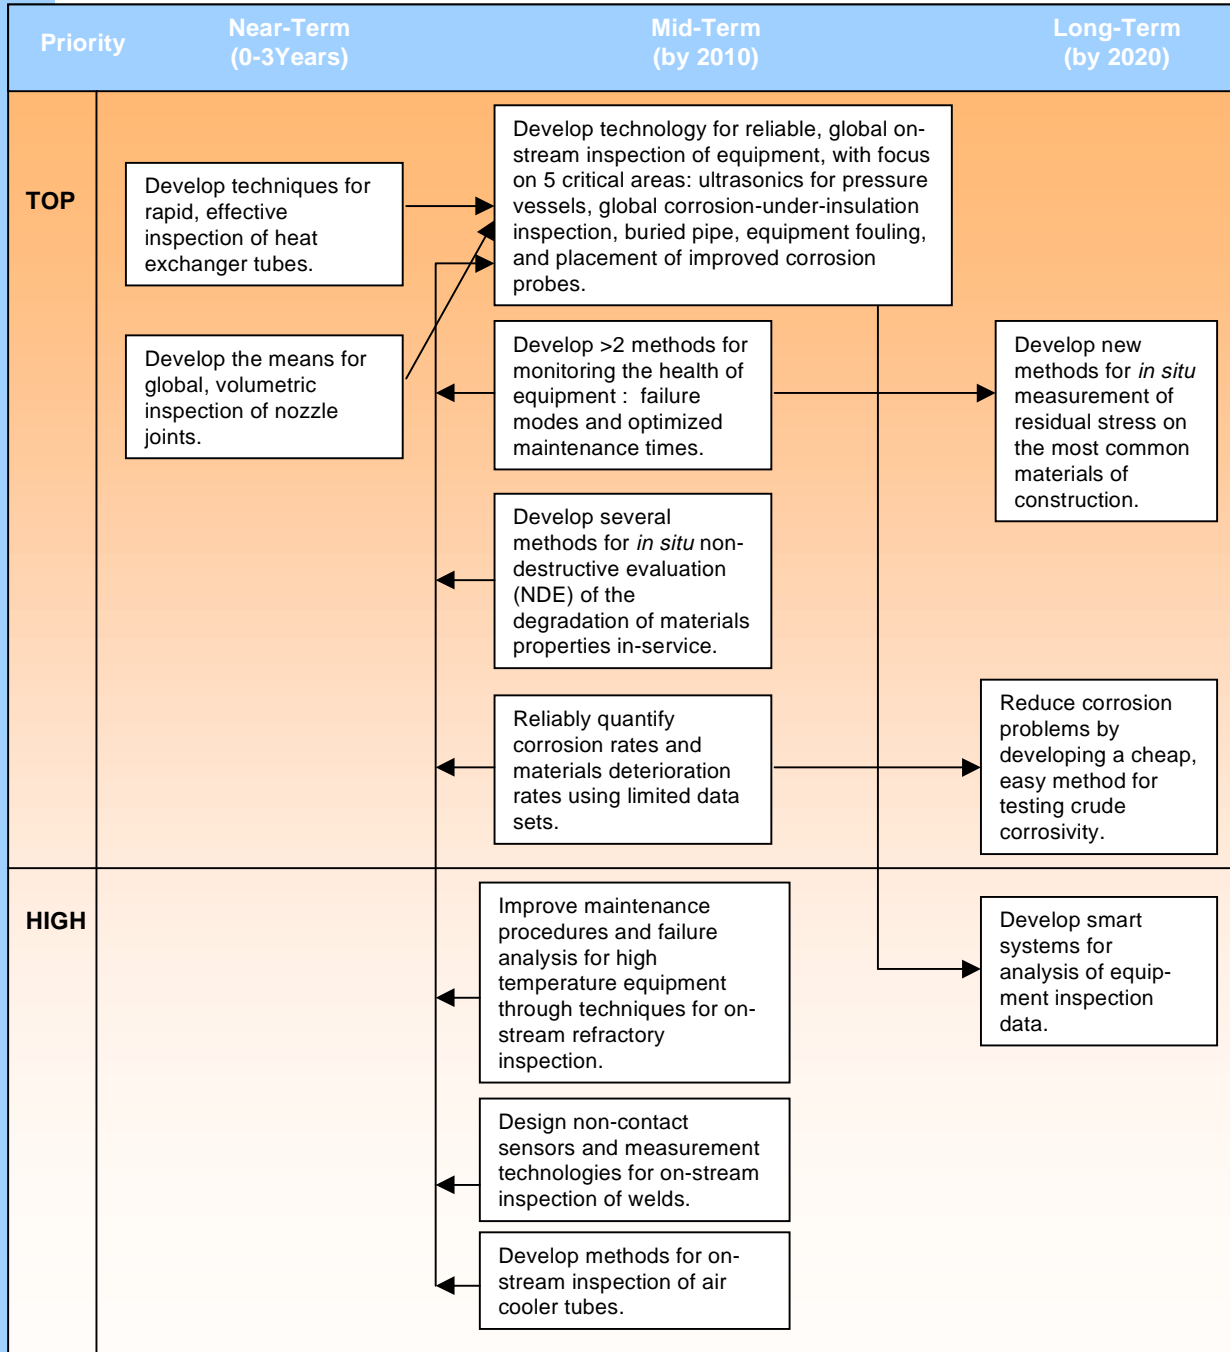 Priority
Near-Term
(0-3Years)
Mid-Term
(by 2010)
Long-Term
(by 2020)
TOP
Develop techniques for
rapid, effective
inspection of heat
exchanger tubes.
Develop the means for
global, volumetric
inspection of nozzle
joints.
Develop technology for reliable, global on-
stream inspection of equipment, with focus
on 5 critical areas: ultrasonics for pressure
vessels, global corrosion-under-insulation
inspection, buried pipe, equipment fouling,
and placement of improved corrosion
probes.
Develop >2 methods for
monitoring the health of
equipment : failure
modes and optimized
maintenance times.
Develop several
methods for in situ non-
destructive evaluation
(NDE) of the
degradation of materials
properties in-service.
Reliably quantify
corrosion rates and
materials deterioration
rates using limited data
sets.
Develop new
methods for in situ
measurement of
residual stress on
the most common
materials of
construction.
Reduce corrosion
problems by
developing a cheap,
easy method for
testing crude
corrosivity.
HIGH
Improve maintenance
procedures and failure
analysis for high
temperature equipment
through techniques for on-
stream refractory
inspection.
Design non-contact
sensors and measurement
technologies for on-stream
inspection of welds.
Develop methods for on-
stream inspection of air
cooler tubes.
Develop smart
systems for
analysis of equip-
ment inspection
data.